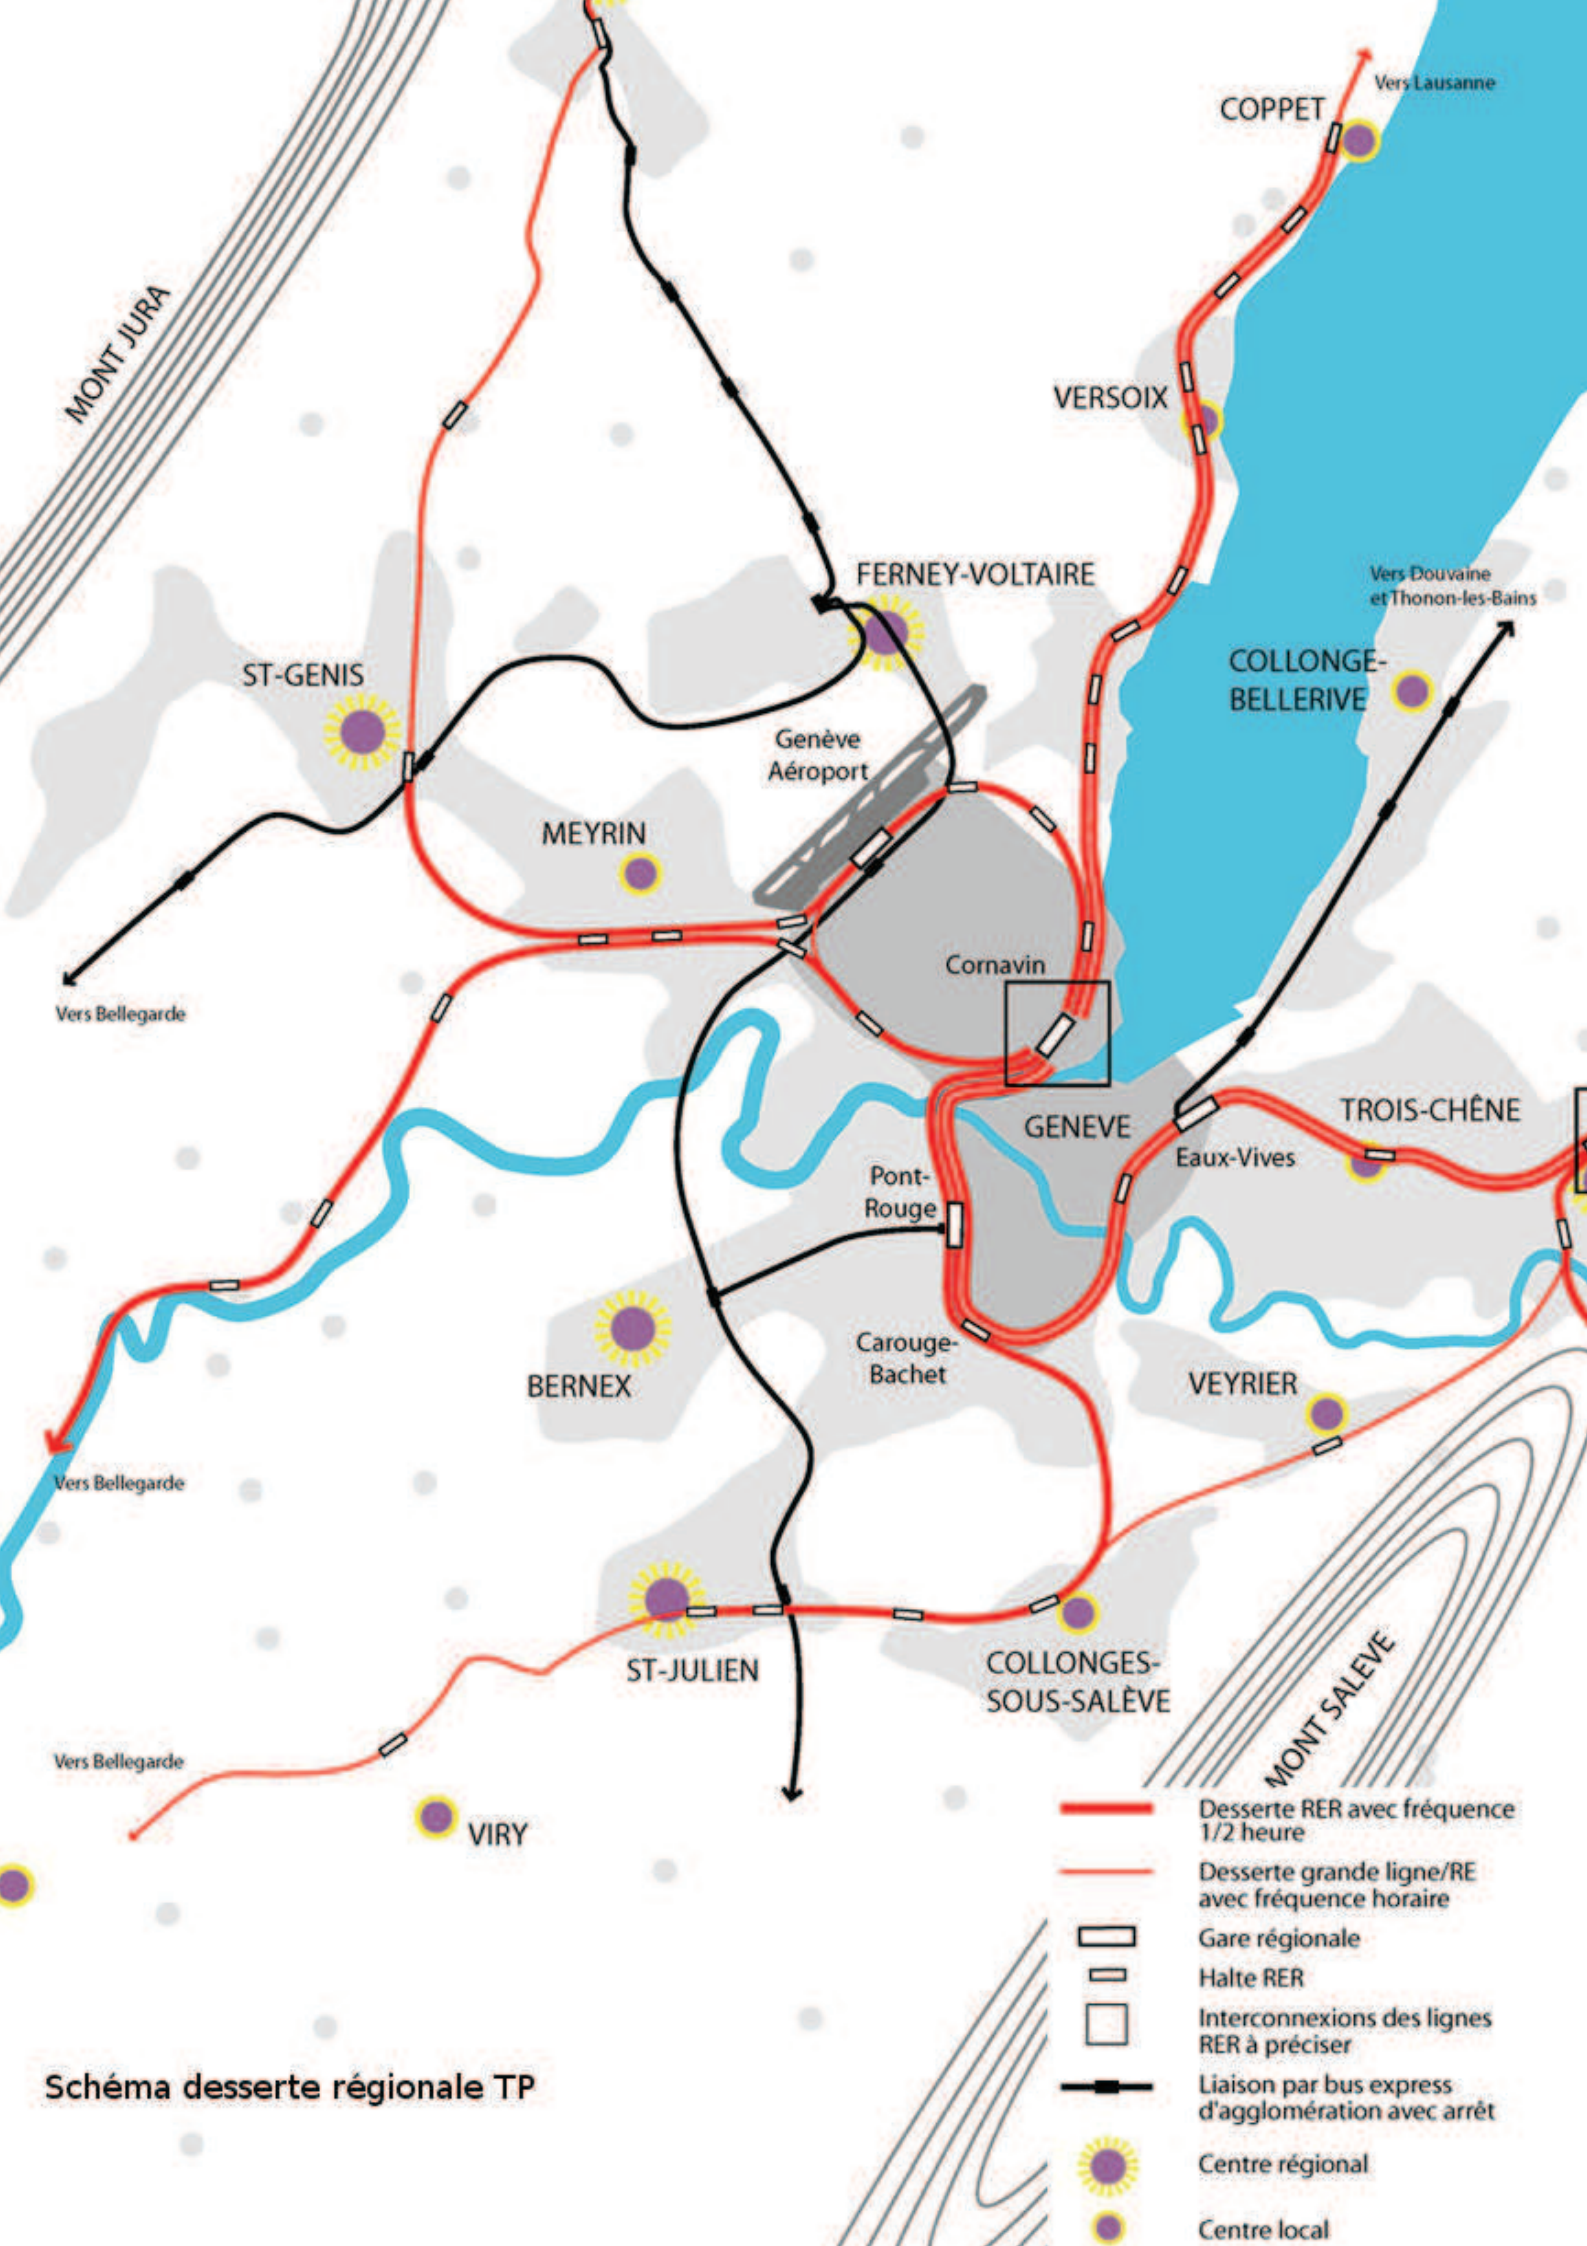 Vers Lausanne
COPPET
MONT JURA
VERSOIX
FERNEY-VOLTAIRE
Vers Douvaine
et Thonon-les-Bains
ST-GENIS
COLLONGE-
BELLERIVE
Genève
Aéroport
MEYRIN
Cornavin
Vers Bellegarde
GENEVE
TROIS-CHÊNE
Eaux-Vives
Pont-
Rouge
Carouge-
Bachet
BERNEX
VEYRIER
Vers Bellegarde
ST-JULIEN
COLLONGES-
SOUS-SALÈVE
MONT SALEVE
Vers Bellegarde
VIRY
Desserte RER avec fréquence
1/2 heure
Desserte grande ligne/RE
avec fréquence horaire
Gare régionale
Halte RER
Interconnexions des lignes
RER à préciser
Liaison par bus express
d'agglomération avec arrêt
Centre régional
Centre local
Schéma desserte régionale TP